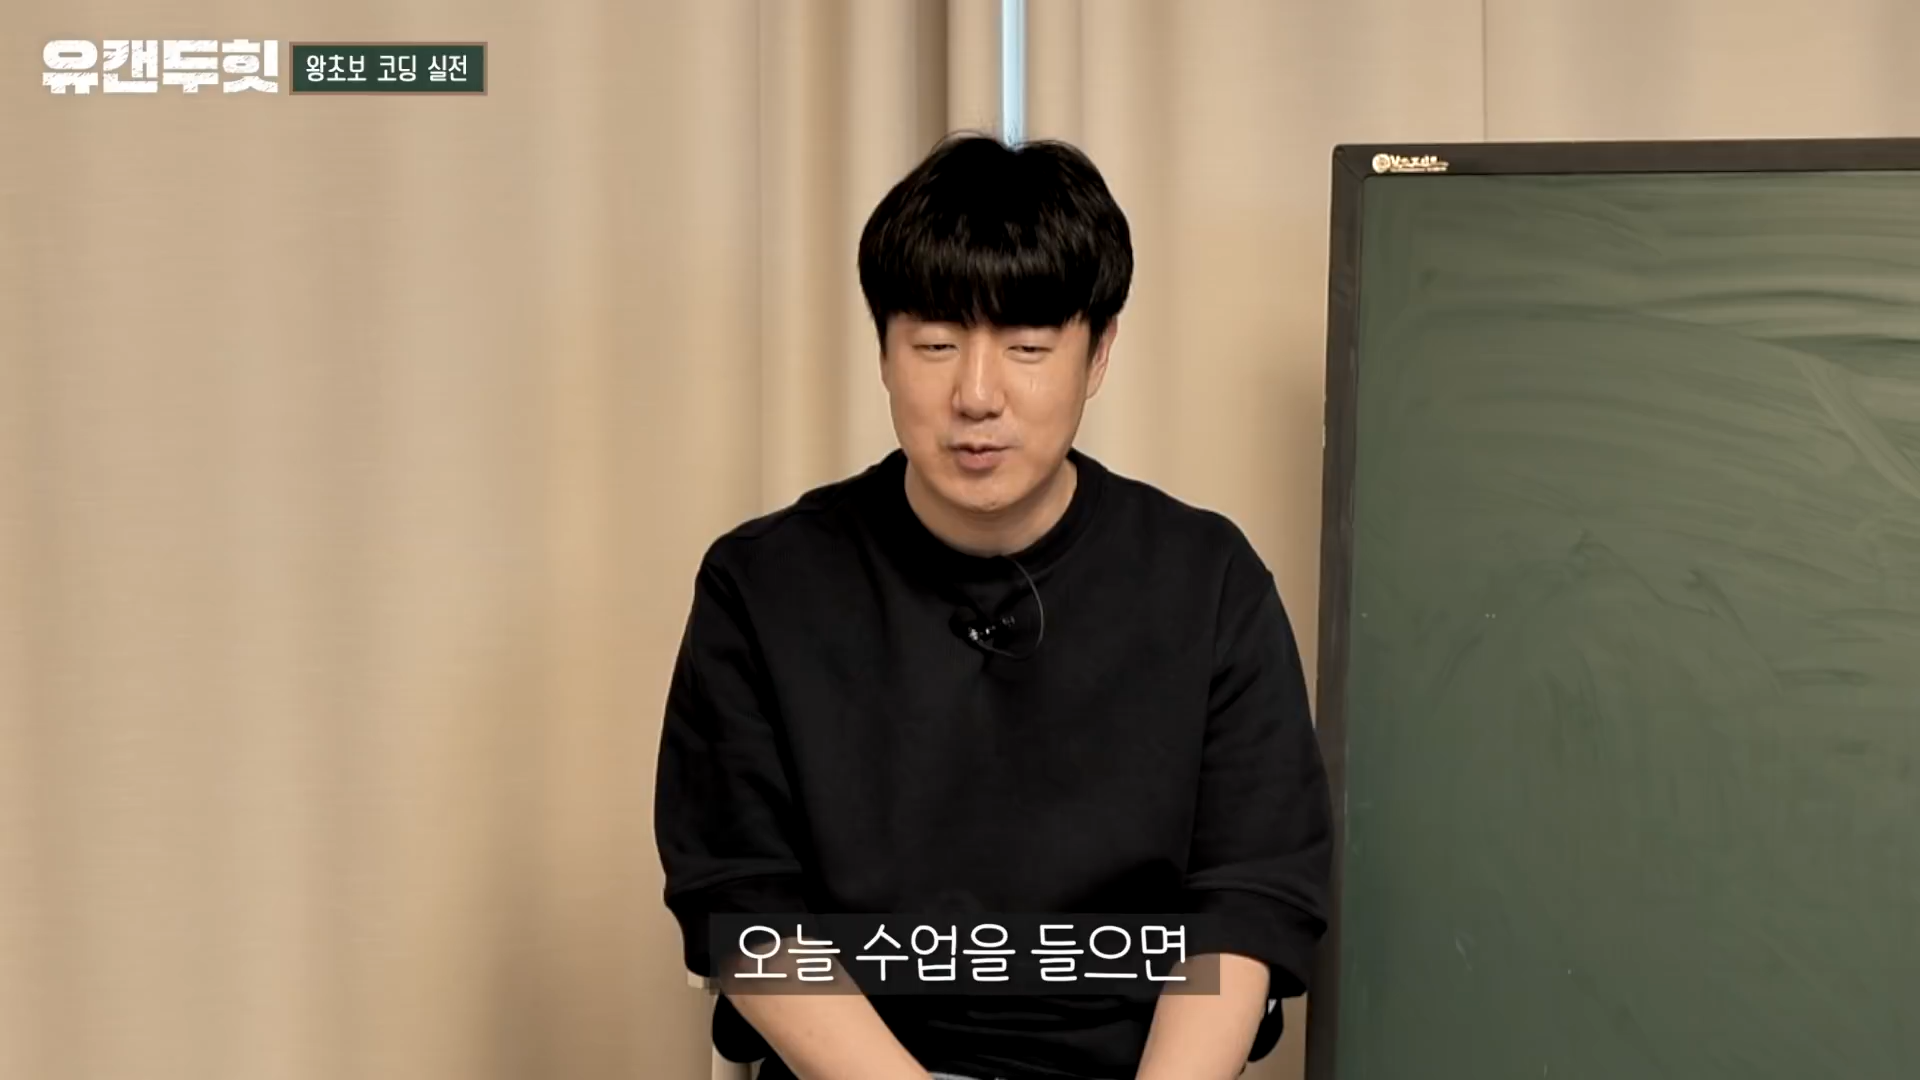 유캔두힛
왕초보 코딩 실전
오늘 수업을 들으면